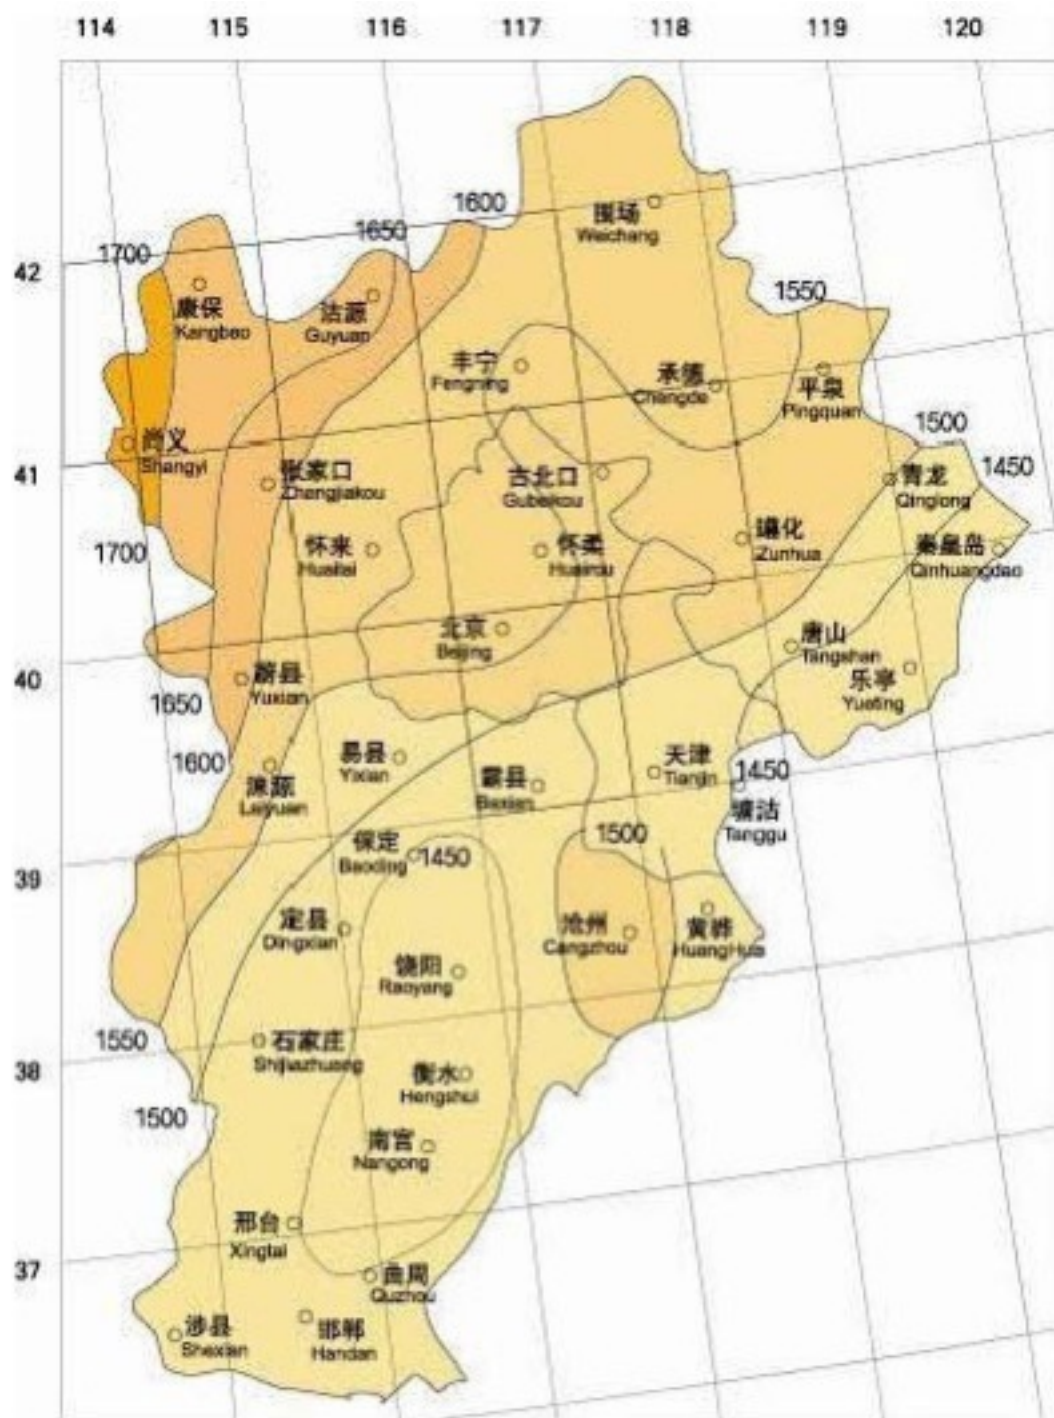 114 115 116 117 118 119 120
1600
围场
Weichang
1650
1700
42
康保
Kangbao
沽源
Guyuan
1550
丰宁
Fengning
承德
Chengde
平泉
Pingquan
1500
尚义
Shangyi
41
1450
张家口
Zhangjiakou
古北口
Gubeikou
青龙
Qinglong
1700
怀来
Huailai
怀柔
Huairou
遵化
Zunhua
秦皇岛
Qinhuangdao
北京
Beijing
唐山
Tangshan
40
蔚县
Yuxian
乐亭
Yueting
1650
1600
易县
Yixian
霸县
Baxian
天津
Tianjin
1450
涞源
Laiyuan
塘沽
Tanggu
保定
Baoding
1450
1500
39
定县
Dingxian
沧州
Cangzhou
黄骅
HuangHua
饶阳
Raoyang
1550
石家庄
Shijiazhuang
38
衡水
Hengshui
1500
南宫
Nangong
邢台
Xingtai
37
曲周
Quzhou
涉县
Shexian
邯郸
Handan